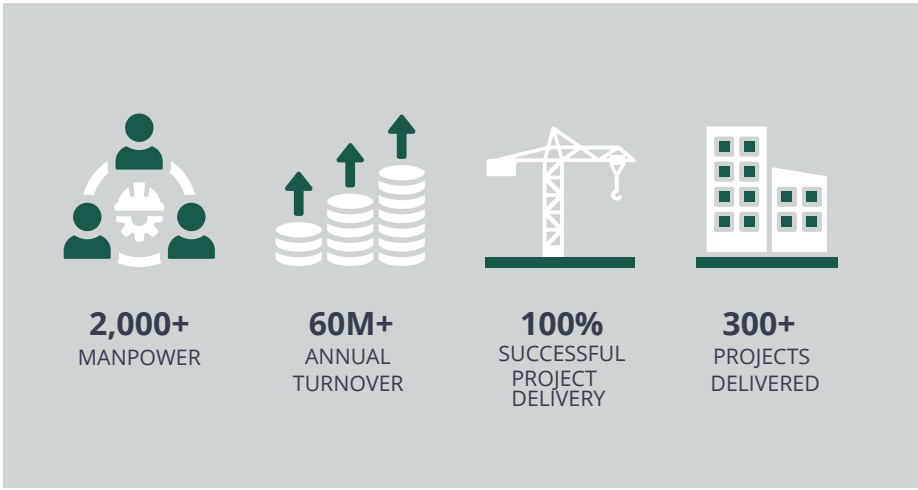 2,000+
MANPOWER
60M+
ANNUAL
TURNOVER
100%
SUCCESSFUL
PROJECT
DELIVERY
300+
PROJECTS
DELIVERED